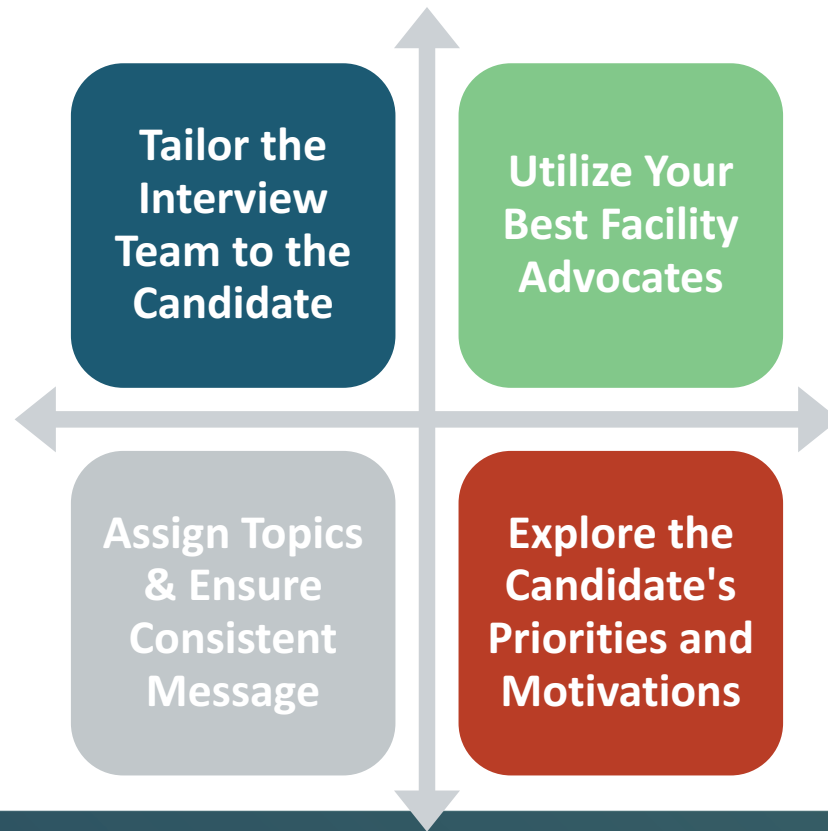 Tailor the
Interview
Team to the
Candidate
Utilize Your
Best Facility
Advocates
Assign Topics
& Ensure
Consistent
Message
Explore the
Candidate's
Priorities and
Motivations